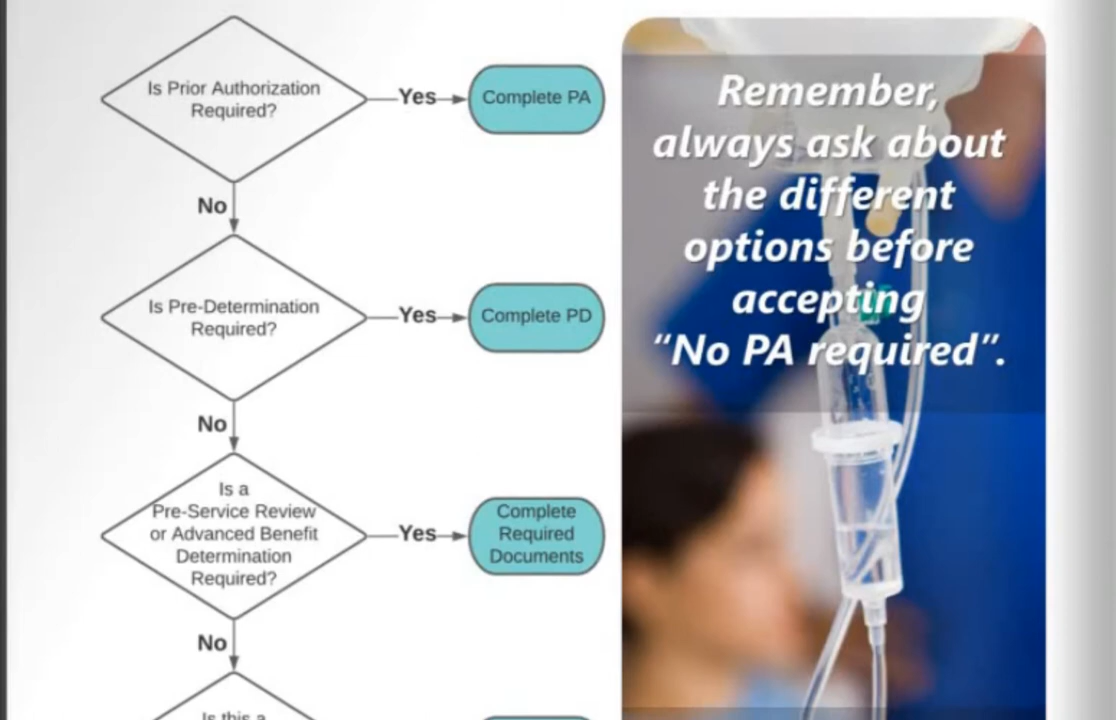 Is Prior Authorization
Required?
Yes
Complete PA
No
Is Pre-Determination
Required?
Yes
Complete PD
No
Is a
Pre-Service Review
or Advanced Benefit
Determination
Required?
Yes
Complete
Required
Documents
No
Is this a
Remember,
always ask about
the different
options before
accepting
“No PA required”.